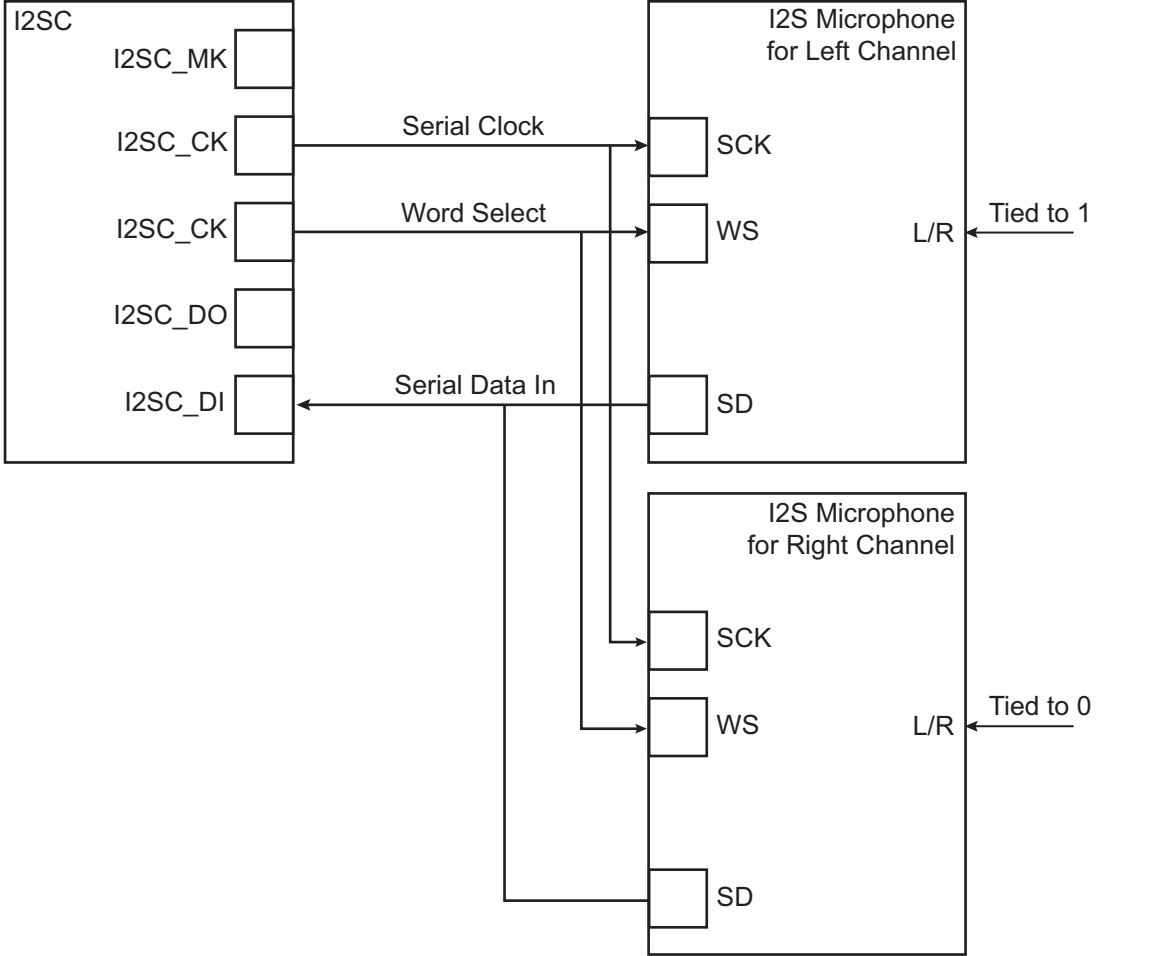 I2SC
I2SC_MK
I2SC_CK
I2SC_CK
I2SC_DO
I2SC_DI
Serial Clock
Word Select
Serial Data In
I2S Microphone
for Left Channel
SCK
WS
L/R
Tied to 1
SD
I2S Microphone
for Right Channel
SCK
WS
L/R
Tied to 0
SD